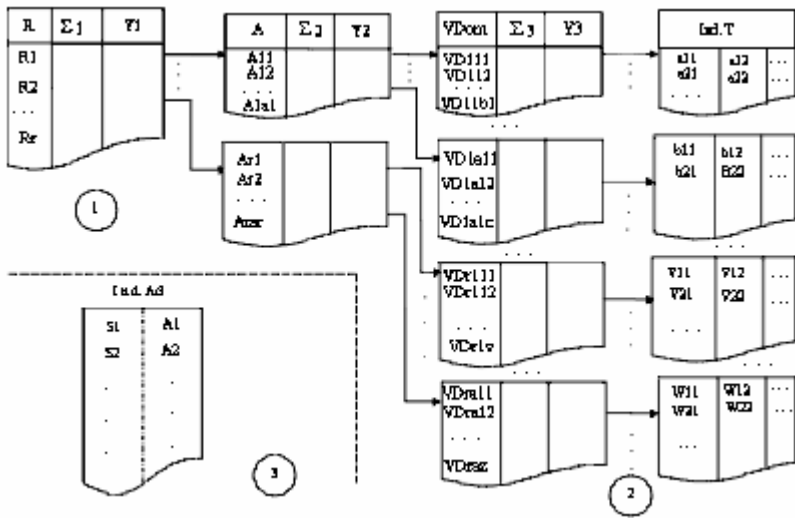 R Σ1 Y1
R1
R2
...
Rr
1
A Σ2 Y2
A11
A12
....
A1a1
Ar1
Ar2
....
Arar
VDom Σ3 Y3
VD111
VD112
....
VD11b1
VD1a11
VD1a12
....
VD1a1c
VDr111
VDr112
....
VDr1v
VDra11
VDra12
....
VDraz
Ind.T
a11 a12 ...
a21 a22 ...
b11 b12 ...
b21 B22 ...
V11 V12 ...
V21 V22
...
W11 W12 ...
W21 W22 ...
...
2
S1 A1
S2 A2
3